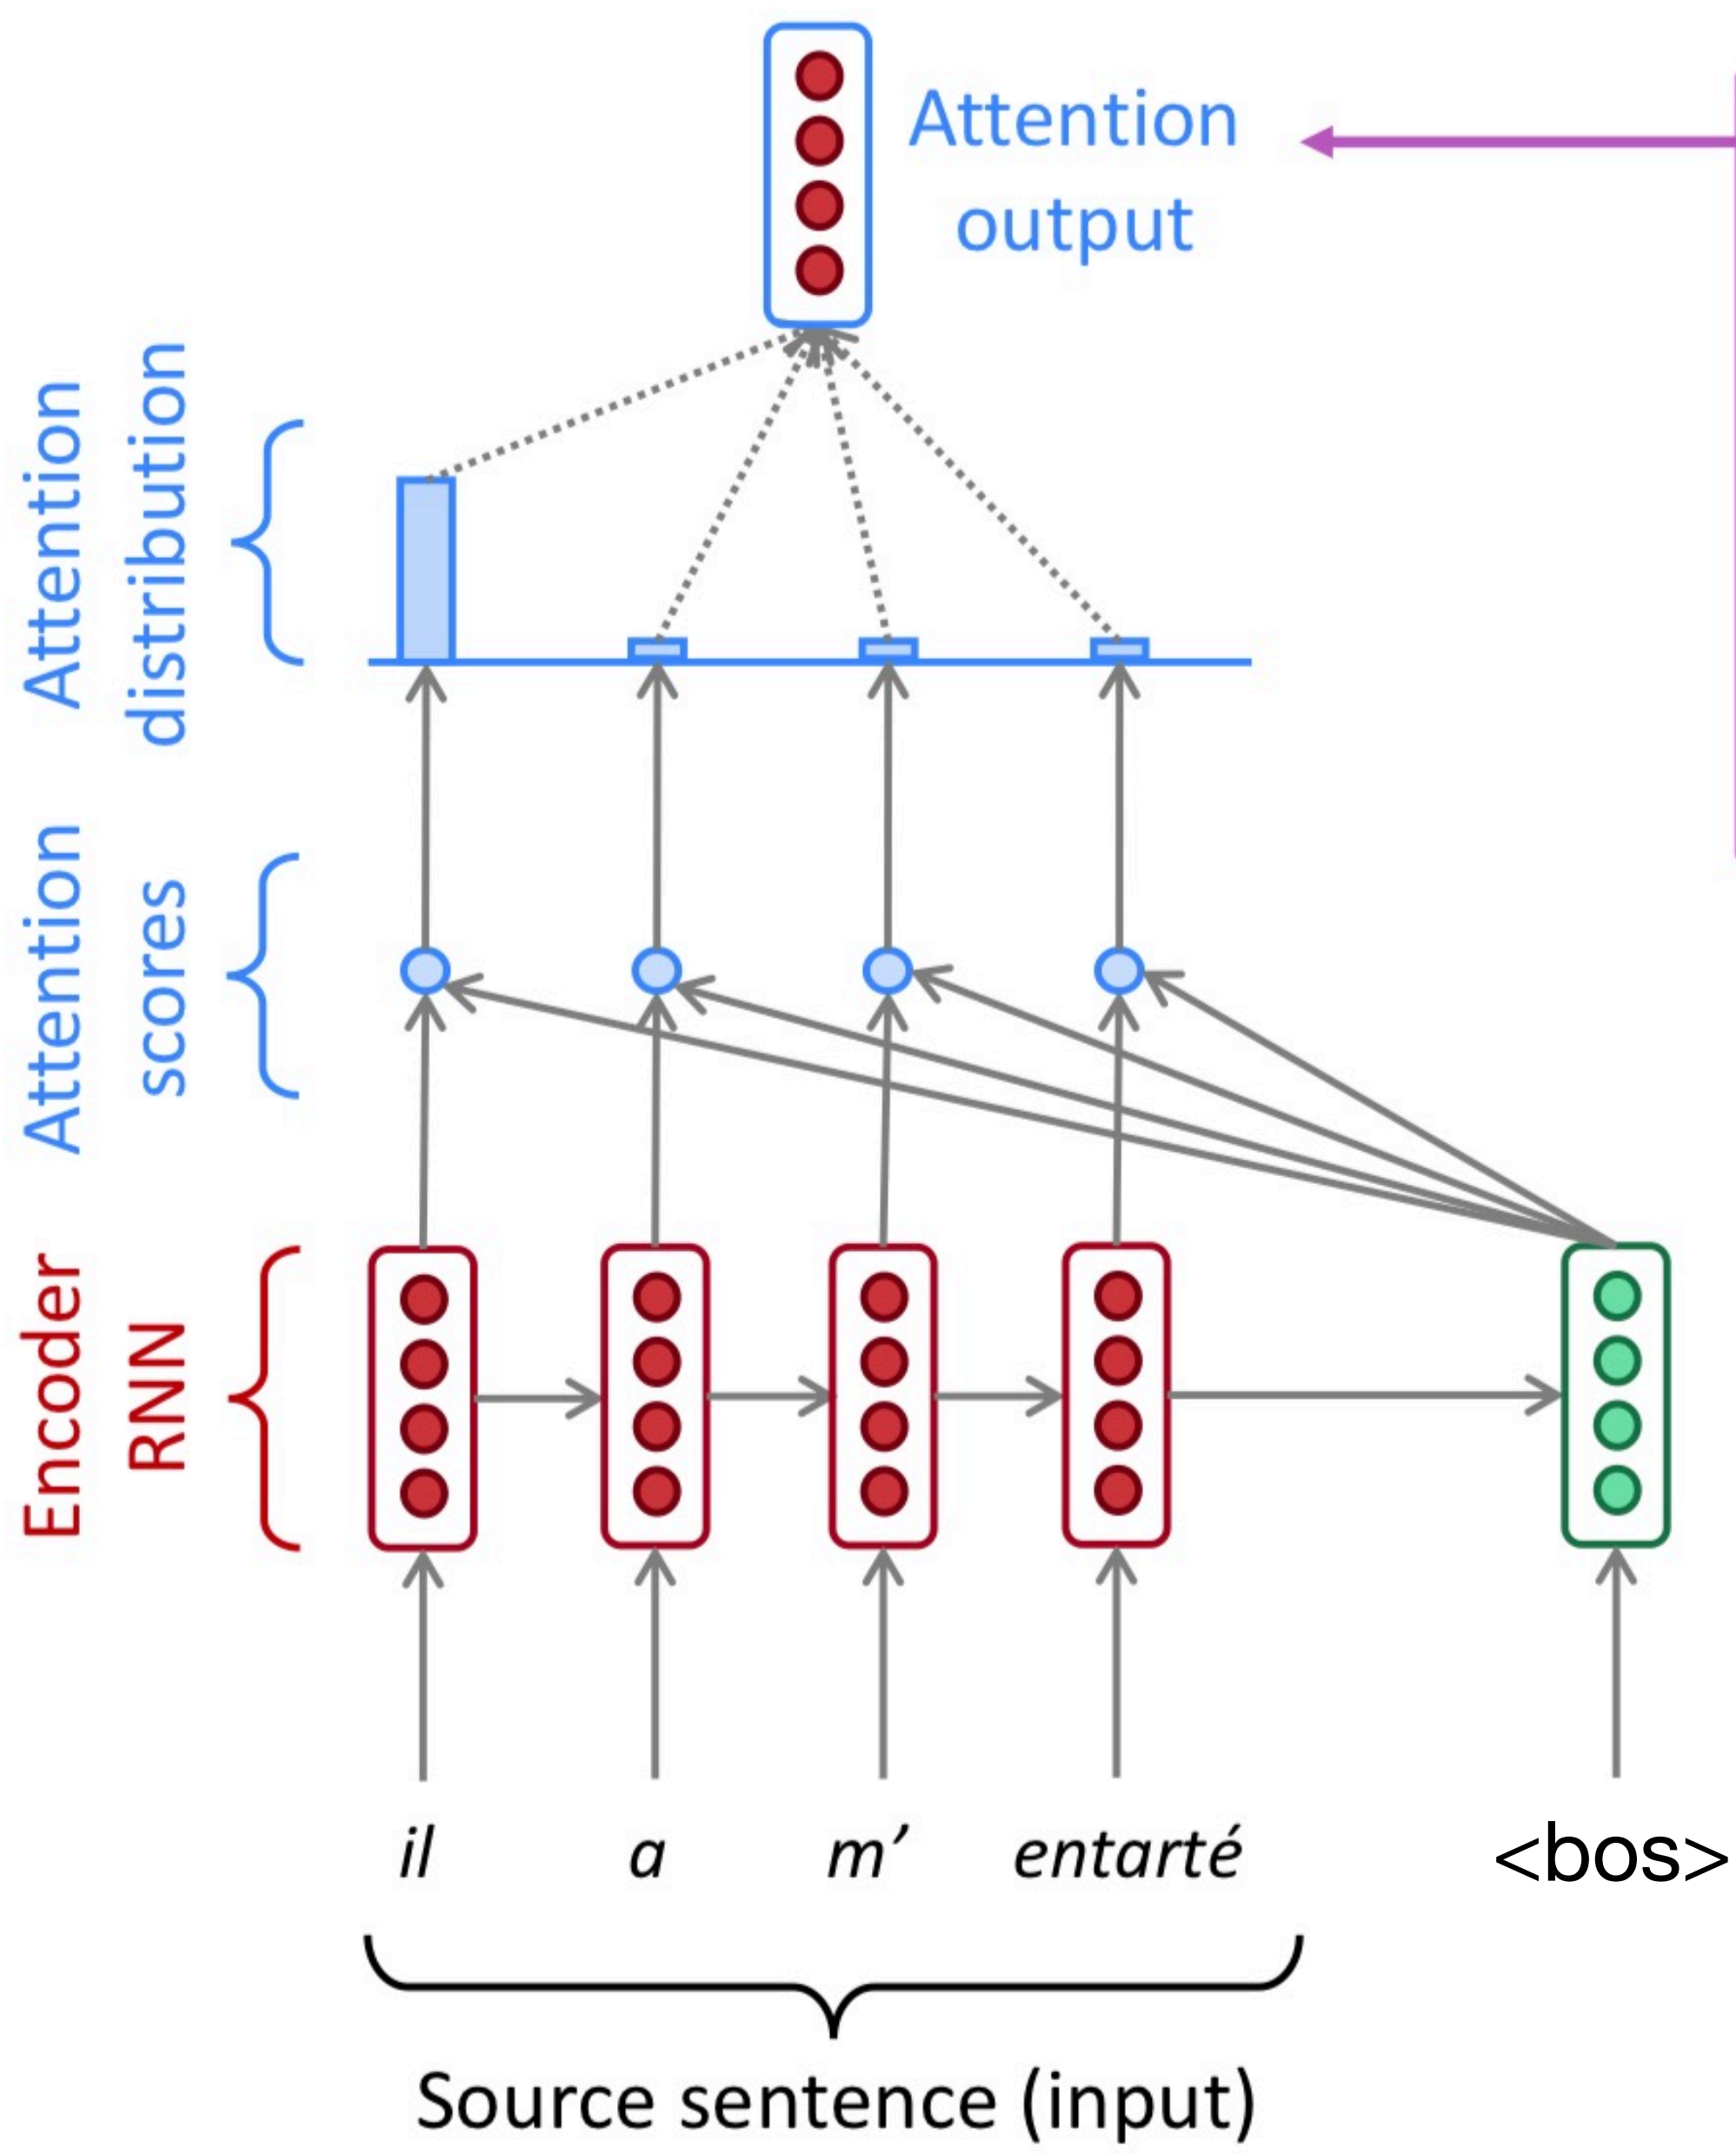 Attention
output
Attention
distribution
Attention
scores
Encoder
RNN
il a m’ entarté <bos>
Source sentence (input)